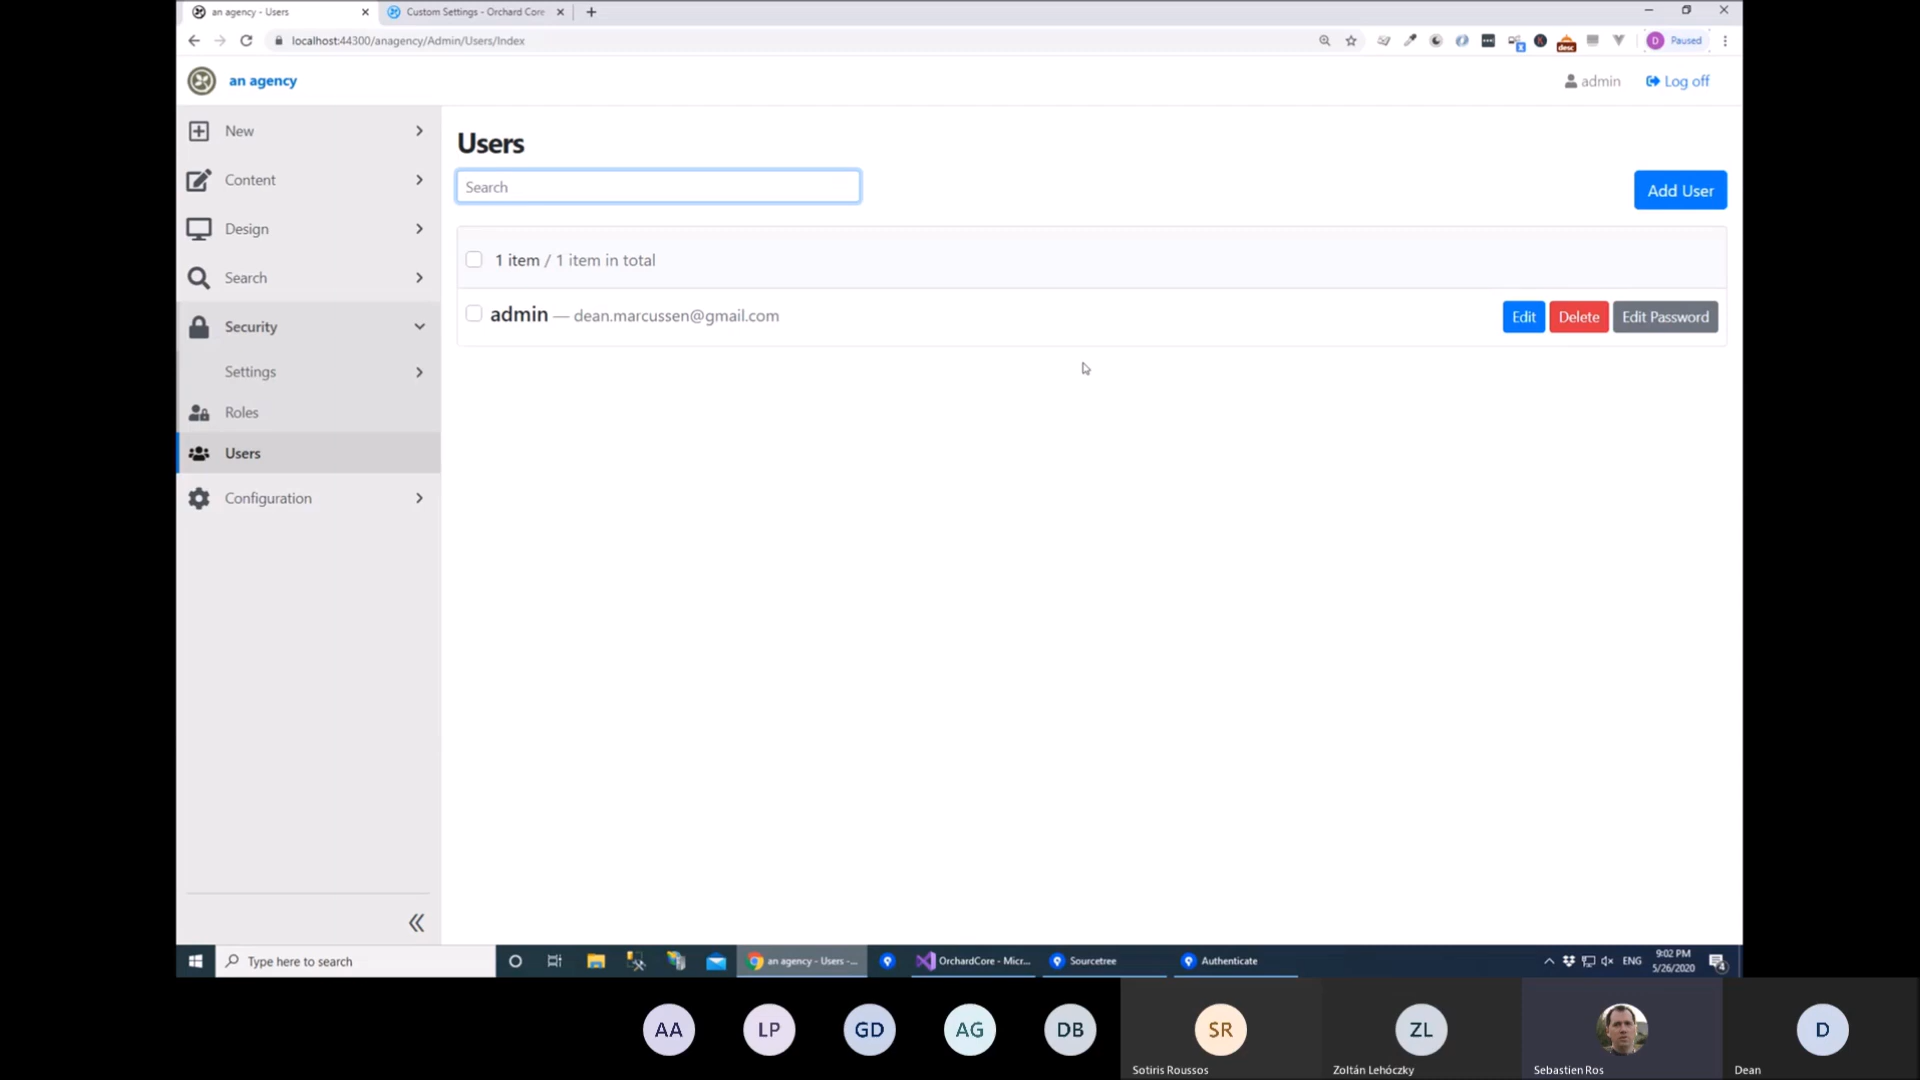 an agency - Users
Custom Settings - Orchard Core
localhost:44300/anagency/Admin/Users/Index
desc
D Paused
an agency
admin
Log off
New
Content
Design
Search
Security
Settings
Roles
Users
Configuration
Users
Search
Add User
1 item / 1 item in total
admin — dean.marcussen@gmail.com
Edit
Delete
Edit Password
Type here to search
an agency - Users -...
OrchardCore - Micr...
Sourcetree
Authenticate
ENG
9:02 PM
5/26/2020
4
AA
LP
GD
AG
DB
SR
ZL
D
Sotiris Roussos
Zoltán Lehóczky
Sebastien Ros
Dean